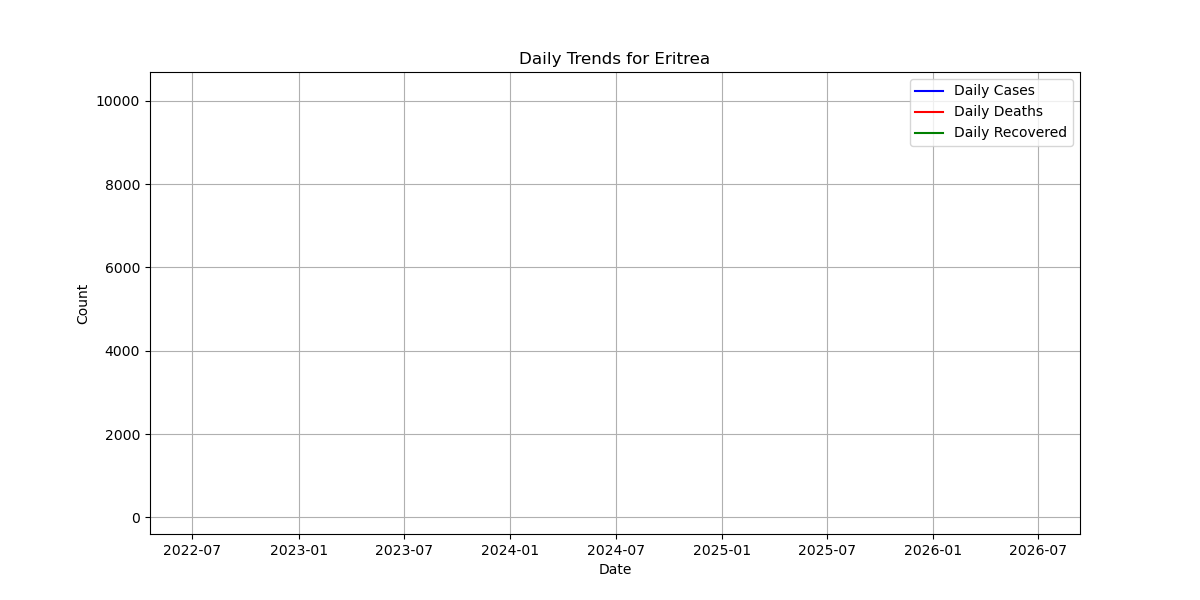 Daily Trends for Eritrea
Daily Cases
Daily Deaths
Daily Recovered
10000
8000
6000
4000
2000
0
Count
2022-07 2023-01 2023-07 2024-01 2024-07 2025-01 2025-07 2026-01 2026-07
Date